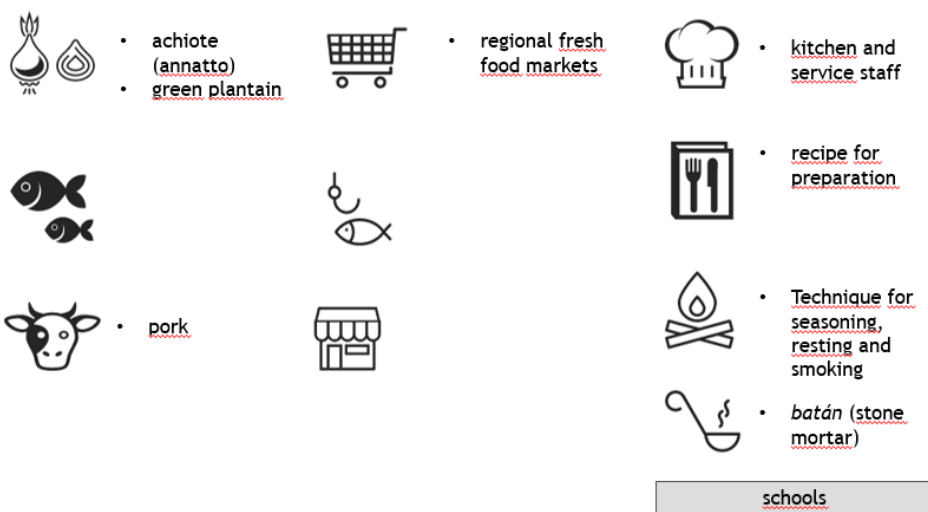 achiote
(annatto)
green plantain
regional fresh
food markets
kitchen and
service staff
recipe for
preparation
pork
Technique for
seasoning,
resting and
smoking
batán (stone
mortar)
schools